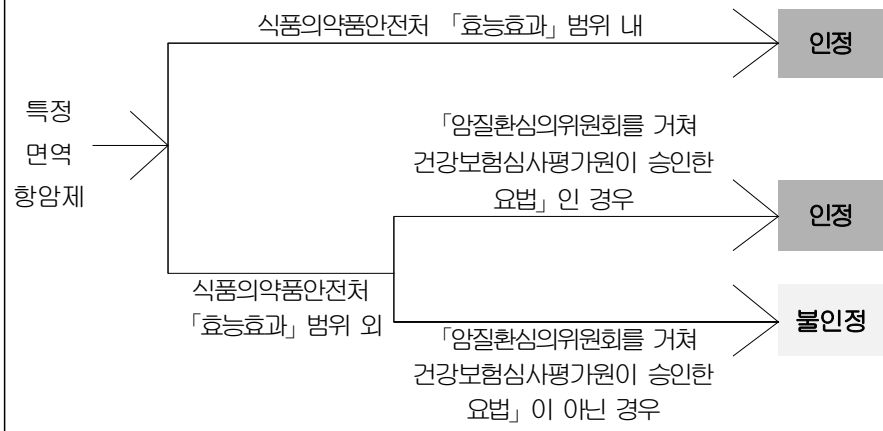 식품의약품안전처 「효능효과」 범위 내
인정
특정
면역
항암제
「암질환심의위원회를 거쳐
건강보험심사평가원이 승인한
요법」 인 경우
인정
식품의약품안전처
「효능효과」 범위 외
불인정
「암질환심의위원회를 거쳐
건강보험심사평가원이 승인한
요법」 이 아닌 경우